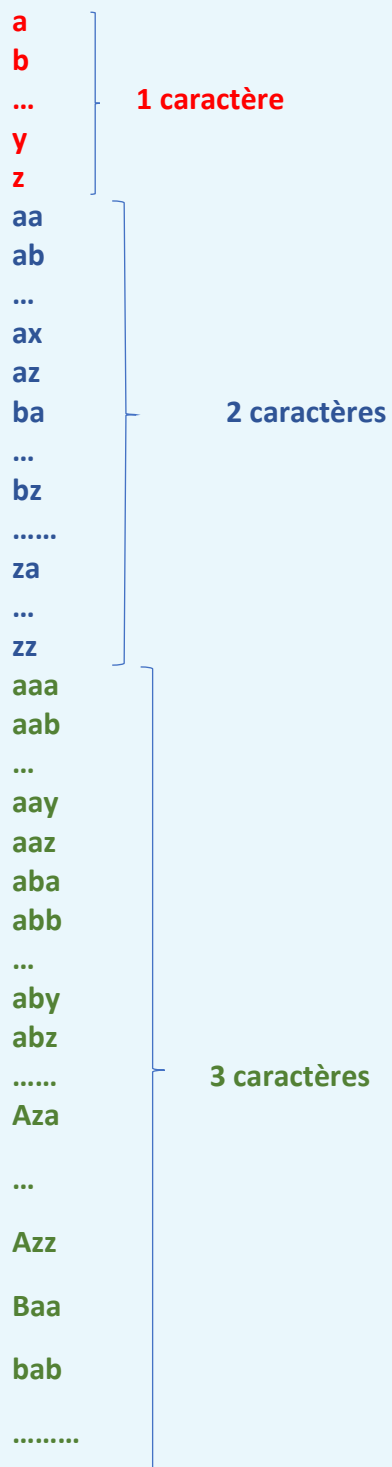 a
b
…
1 caractère
y
z
aa
ab
…
ax
az
ba
2 caractères
…
bz
……
za
…
zz
aaa
aab
…
aay
aaz
aba
abb
…
aby
abz
……
3 caractères
Aza
…
Azz
Baa
bab
………